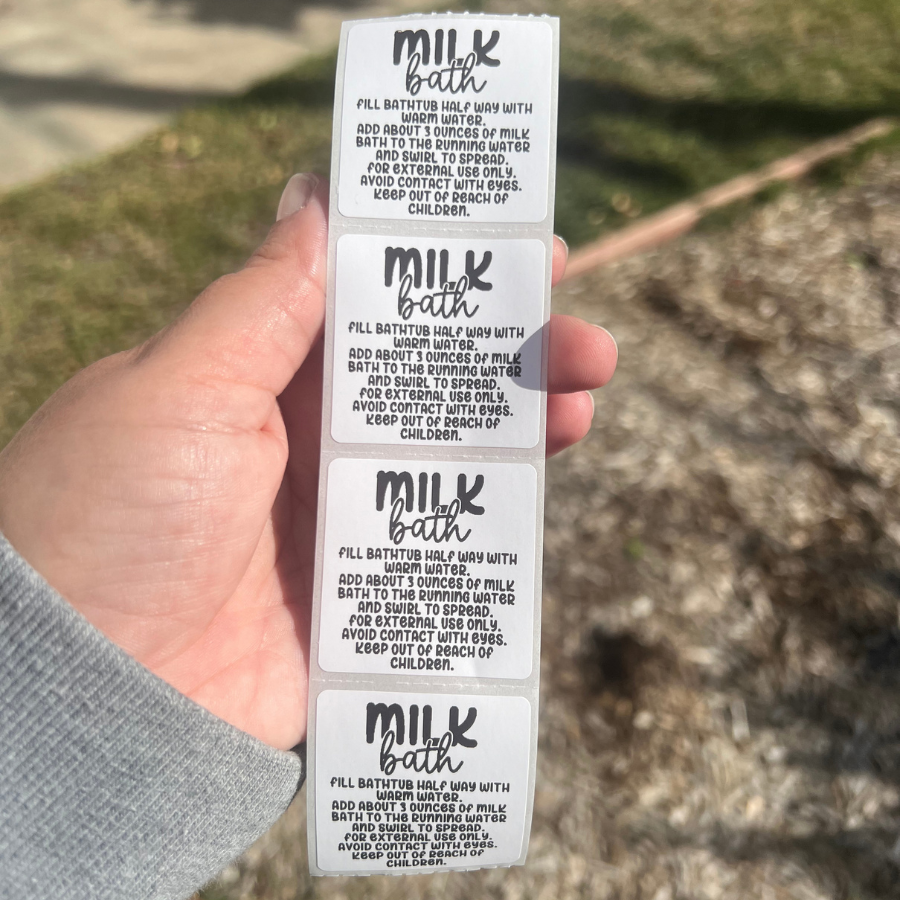 MILK
bath
FILL BATHTUB HALF WAY WITH
WARM WATER.
ADD ABOUT 3 OUNCES OF MILK
BATH TO THE RUNNING WATER
AND SWIRL TO SPREAD.
FOR EXTERNAL USE ONLY.
AVOID CONTACT WITH EYES.
KEEP OUT OF REACH OF
CHILDREN.
MILK
bath
FILL BATHTUB HALF WAY WITH
WARM WATER.
ADD ABOUT 3 OUNCES OF MILK
BATH TO THE RUNNING WATER
AND SWIRL TO SPREAD.
FOR EXTERNAL USE ONLY.
AVOID CONTACT WITH EYES.
KEEP OUT OF REACH OF
CHILDREN.
MILK
bath
FILL BATHTUB HALF WAY WITH
WARM WATER.
ADD ABOUT 3 OUNCES OF MILK
BATH TO THE RUNNING WATER
AND SWIRL TO SPREAD.
FOR EXTERNAL USE ONLY.
AVOID CONTACT WITH EYES.
KEEP OUT OF REACH OF
CHILDREN.
MILK
bath
FILL BATHTUB HALF WAY WITH
WARM WATER.
ADD ABOUT 3 OUNCES OF MILK
BATH TO THE RUNNING WATER
AND SWIRL TO SPREAD.
FOR EXTERNAL USE ONLY.
AVOID CONTACT WITH EYES.
KEEP OUT OF REACH OF
CHILDREN.